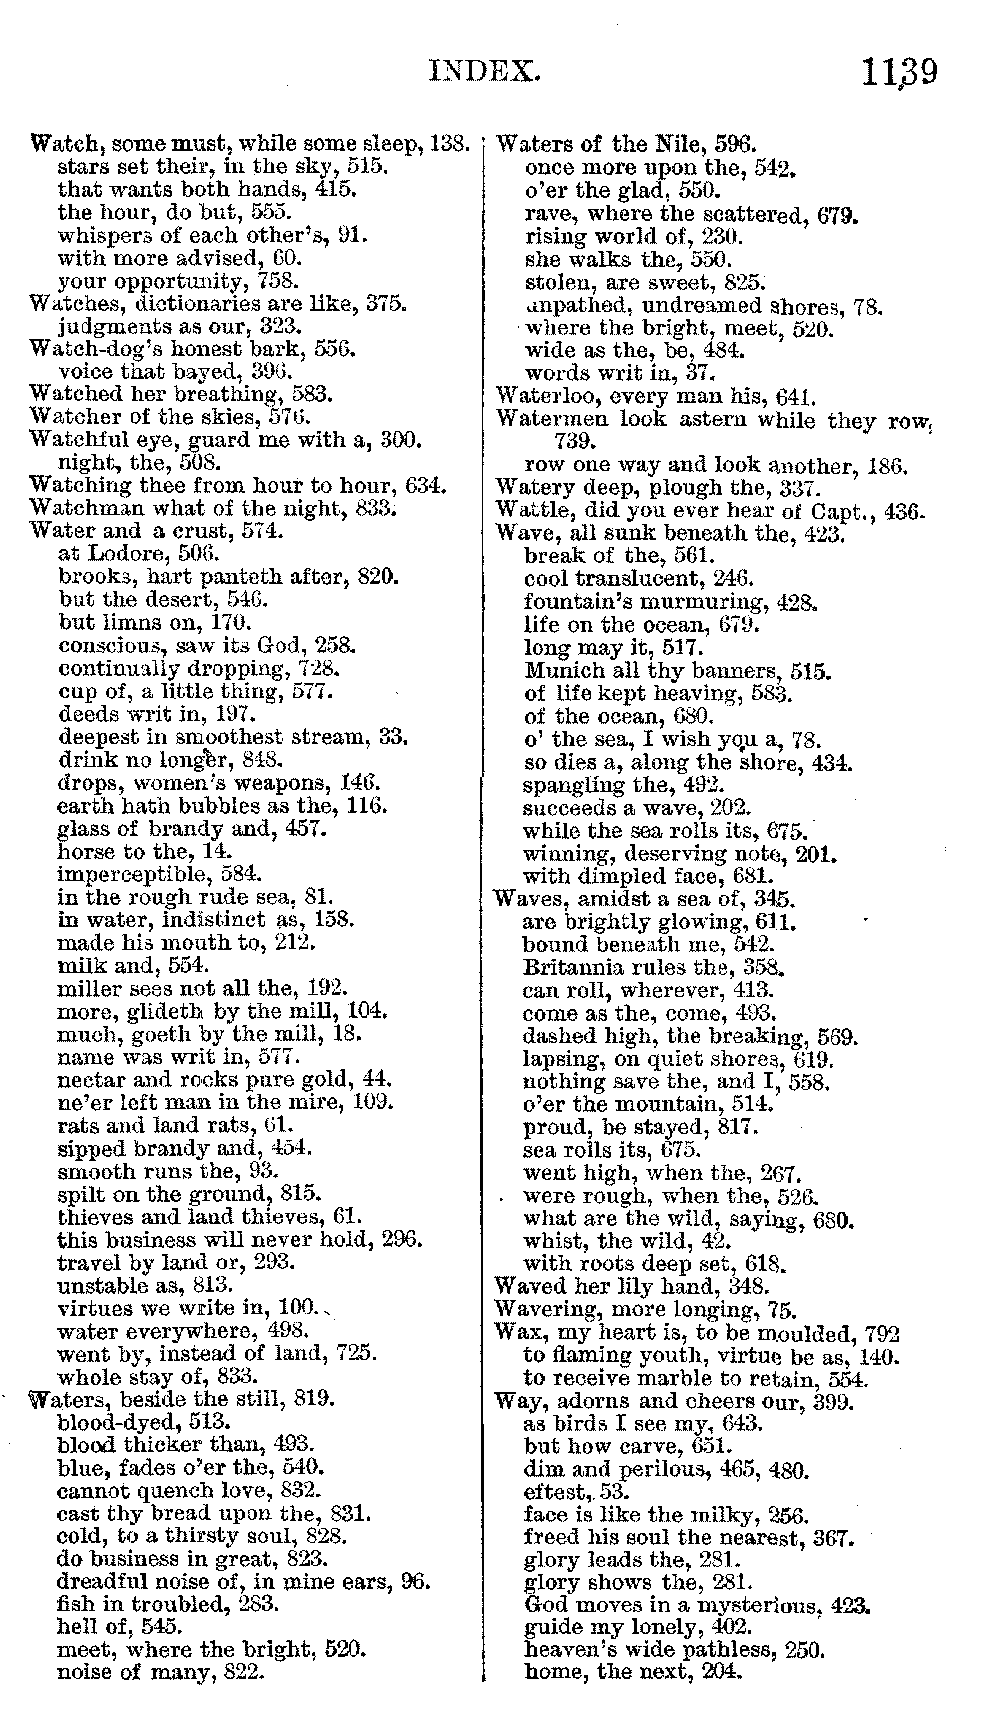 INDEX. 1139
Watch, some must, while some sleep, 138.
stars set their, in the sky, 515.
that wants both hands, 415.
the hour, do but, 555.
whispers of each other's, 91.
with more advised, 60.
your opportunity, 758.
Watches, dictionaries are like, 375.
judgments as our, 323.
Watch-dog's honest bark, 556.
voice that bayed, 396.
Watched her breathing, 583.
Watcher of the skies, 576.
Watchful eye, guard me with a, 300.
night, the, 508.
Watching thee from hour to hour, 634.
Watchman what of the night, 833.
Water and a crust, 574.
at Lodore, 506.
brooks, hart panteth after, 820.
but the desert, 546.
but limns on, 170.
conscious, saw its God, 258.
continually dropping, 728.
cup of, a little thing, 577.
deeds writ in, 197.
deepest in smoothest stream, 33.
drink no longer, 848.
drops, women's weapons, 146.
earth hath bubbles as the, 116.
glass of brandy and, 457.
horse to the, 14.
imperceptible, 584.
in the rough rude sea, 81.
in water, indistinct as, 158.
made his mouth to, 212.
milk and, 554.
miller sees not all the, 192.
more, glideth by the mill, 104.
much, goeth by the mill, 18.
name was writ in, 577.
nectar and rocks pure gold, 44.
ne'er left man in the mire, 109.
rats and land rats, 61.
sipped brandy and, 454.
smooth runs the, 93.
spilt on the ground, 815.
thieves and land thieves, 61.
this business will never hold, 296.
travel by land or, 293.
unstable as, 813.
virtues we write in, 100.
water everywhere, 498.
went by, instead of land, 725.
whole stay of, 833.
Waters, beside the still, 819.
blood-dyed, 513.
blood thicker than, 493.
blue, fades o'er the, 540.
cannot quench love, 832.
cast thy bread upon the, 831.
cold, to a thirsty soul, 828.
do business in great, 823.
dreadful noise of, in mine ears, 96.
fish in troubled, 283.
hell of, 545.
meet, where the bright, 520.
noise of many, 822.
Waters of the Nile, 596.
once more upon the, 542.
o'er the glad, 550.
rave, where the scattered, 679.
rising world of, 230.
she walks the, 550.
stolen, are sweet, 825.
unpathed, undreamed shores, 78.
where the bright, meet, 520.
wide as the, be, 484.
words writ in, 37.
Waterloo, every man his, 641.
Watermen look astern while they row,
739.
row one way and look another, 186.
Watery deep, plough the, 337.
Wattle, did you ever hear of Capt., 436.
Wave, all sunk beneath the, 423.
break of the, 561.
cool translucent, 246.
fountain's murmuring, 428.
life on the ocean, 679.
long may it, 517.
Munich all thy banners, 515.
of life kept heaving, 583.
of the ocean, 680.
o' the sea, I wish you a, 78.
so dies a, along the shore, 434.
spangling the, 492.
succeeds a wave, 202.
while the sea rolls its, 675.
winning, deserving note, 201.
with dimpled face, 681.
Waves, amidst a sea of, 345.
are brightly glowing, 611.
bound beneath me, 542.
Britannia rules the, 358.
can roll, wherever, 413.
come as the, come, 493.
dashed high, the breaking, 569.
lapsing, on quiet shores, 619.
nothing save the, and I, 558.
o'er the mountain, 514.
proud, be stayed, 817.
sea rolls its, 675.
went high, when the, 267.
were rough, when the, 526.
what are the wild, saying, 680.
whist, the wild, 42.
with roots deep set, 618.
Waved her lily hand, 348.
Wavering, more longing, 75.
Wax, my heart is, to be moulded, 792
to flaming youth, virtue be as, 140.
to receive marble to retain, 554.
Way, adorns and cheers our, 399.
as birds I see my, 643.
but how carve, 651.
dim and perilous, 465, 480.
eftest, 53.
face is like the milky, 256.
freed his soul the nearest, 367.
glory leads the, 281.
glory shows the, 281.
God moves in a mysterious, 423.
guide my lonely, 402.
heaven's wide pathless, 250.
home, the next, 204.